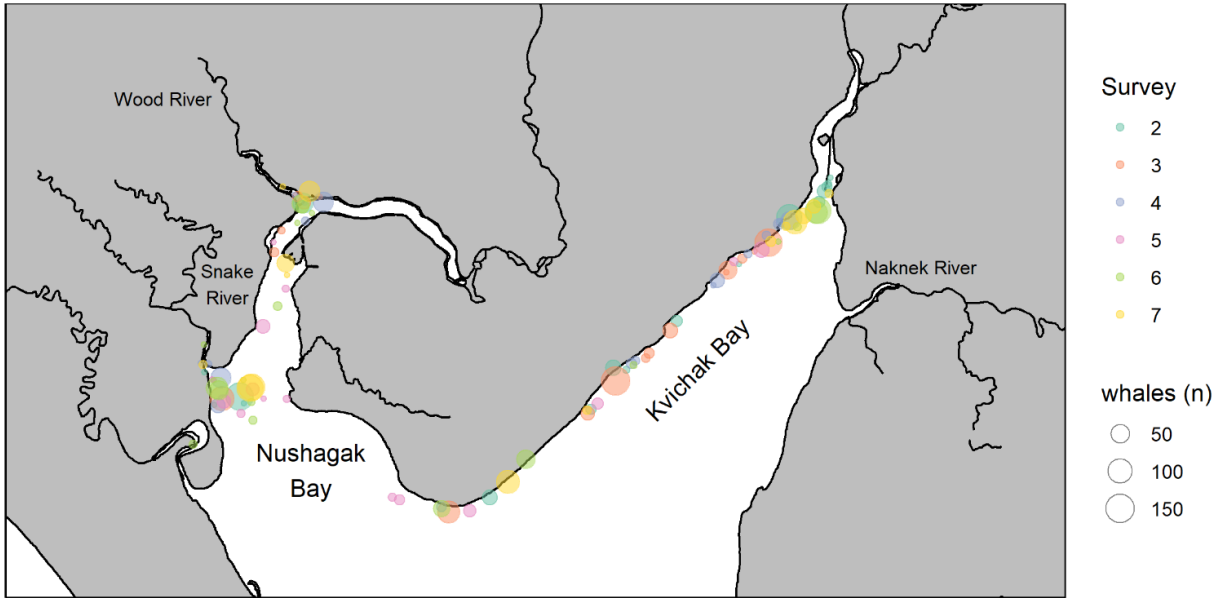 Wood River
Snake
River
Nushagak
Bay
Kvichak Bay
Naknek River
Survey
2
3
4
5
6
7
whales (n)
50
100
150